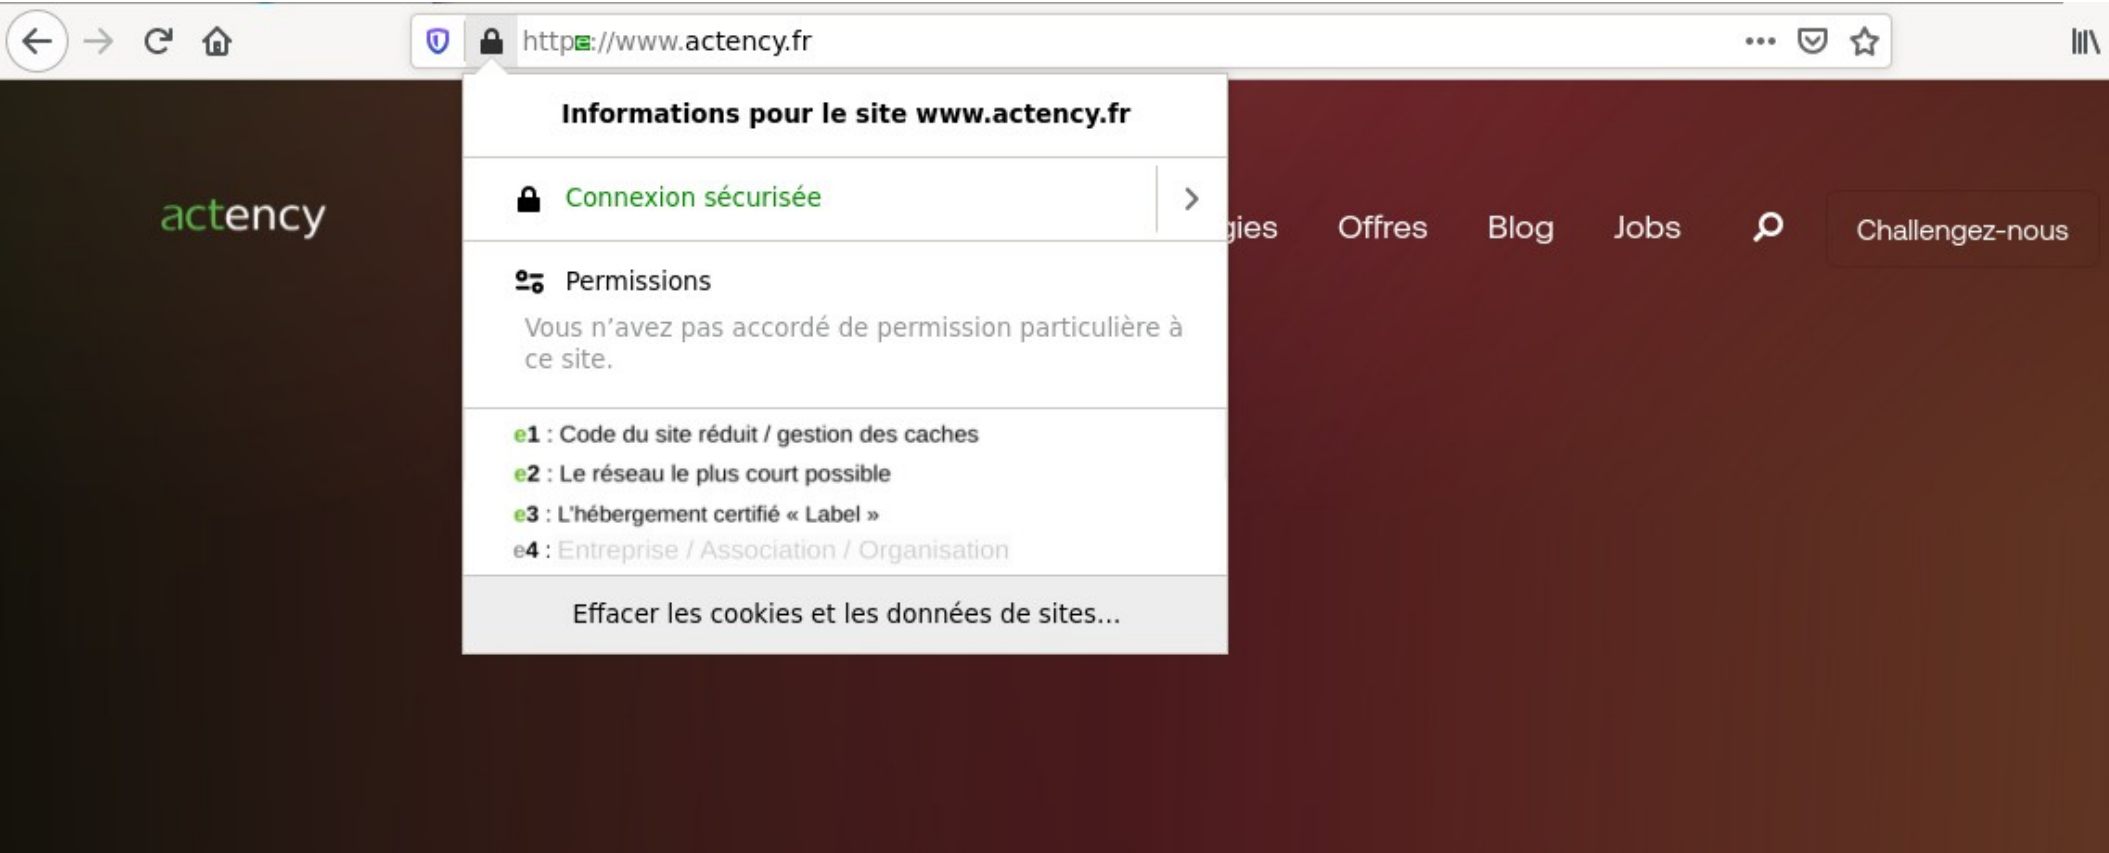 httpe://www.actency.fr
Informations pour le site www.actency.fr
Connexion sécurisée
actency
gies
Offres
Blog
Jobs
Challengez-nous
Permissions
Vous n’avez pas accordé de permission particulière à
ce site.
e1 : Code du site réduit / gestion des caches
e2 : Le réseau le plus court possible
e3 : L'hébergement certifié « Label »
e4 : Entreprise / Association / Organisation
Effacer les cookies et les données de sites…